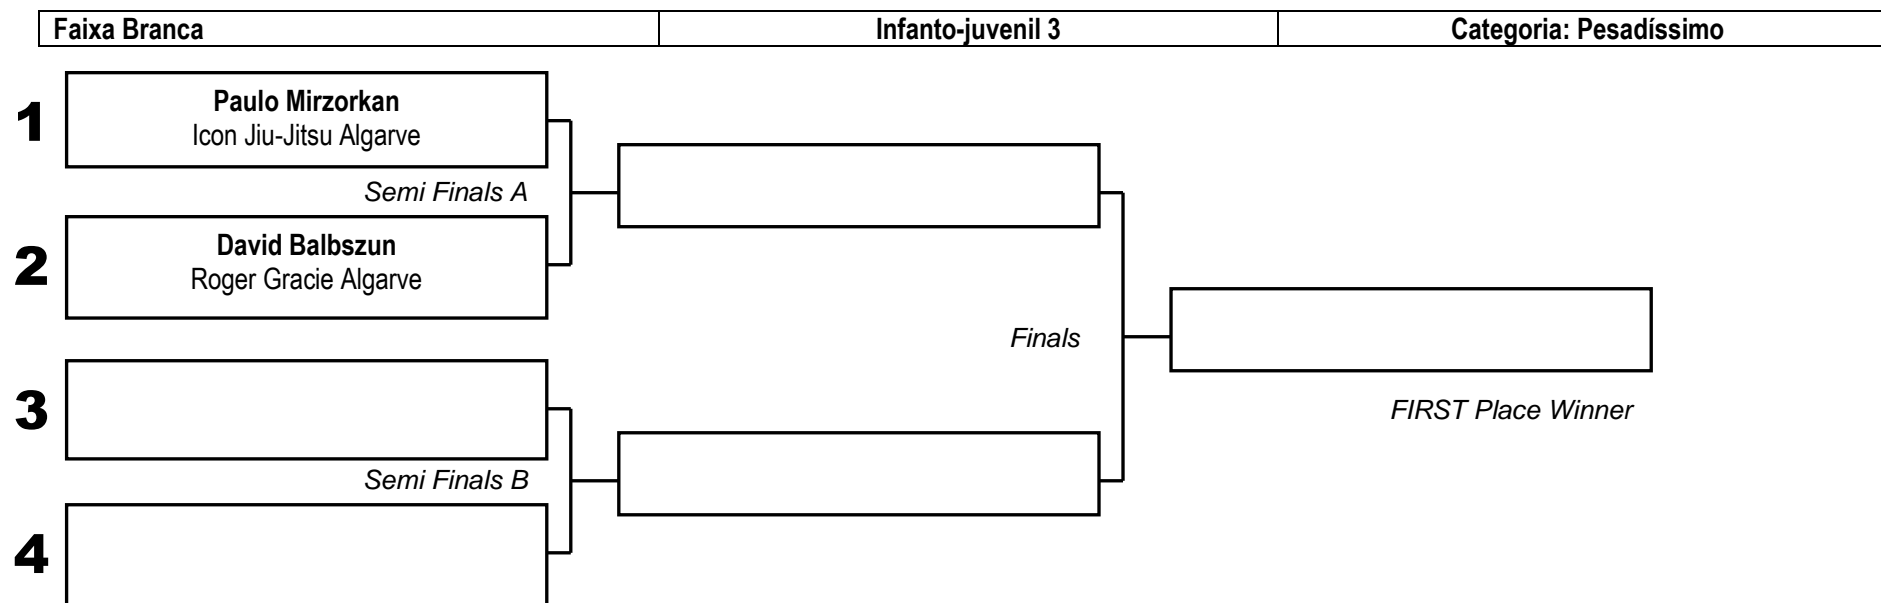 Faixa Branca Infanto-juvenil 3 Categoria: Pesadíssimo
1
Paulo Mirzorkan
Icon Jiu-Jitsu Algarve
Semi Finals A
2
David Balbszun
Roger Gracie Algarve
Finals
3
FIRST Place Winner
Semi Finals B
4